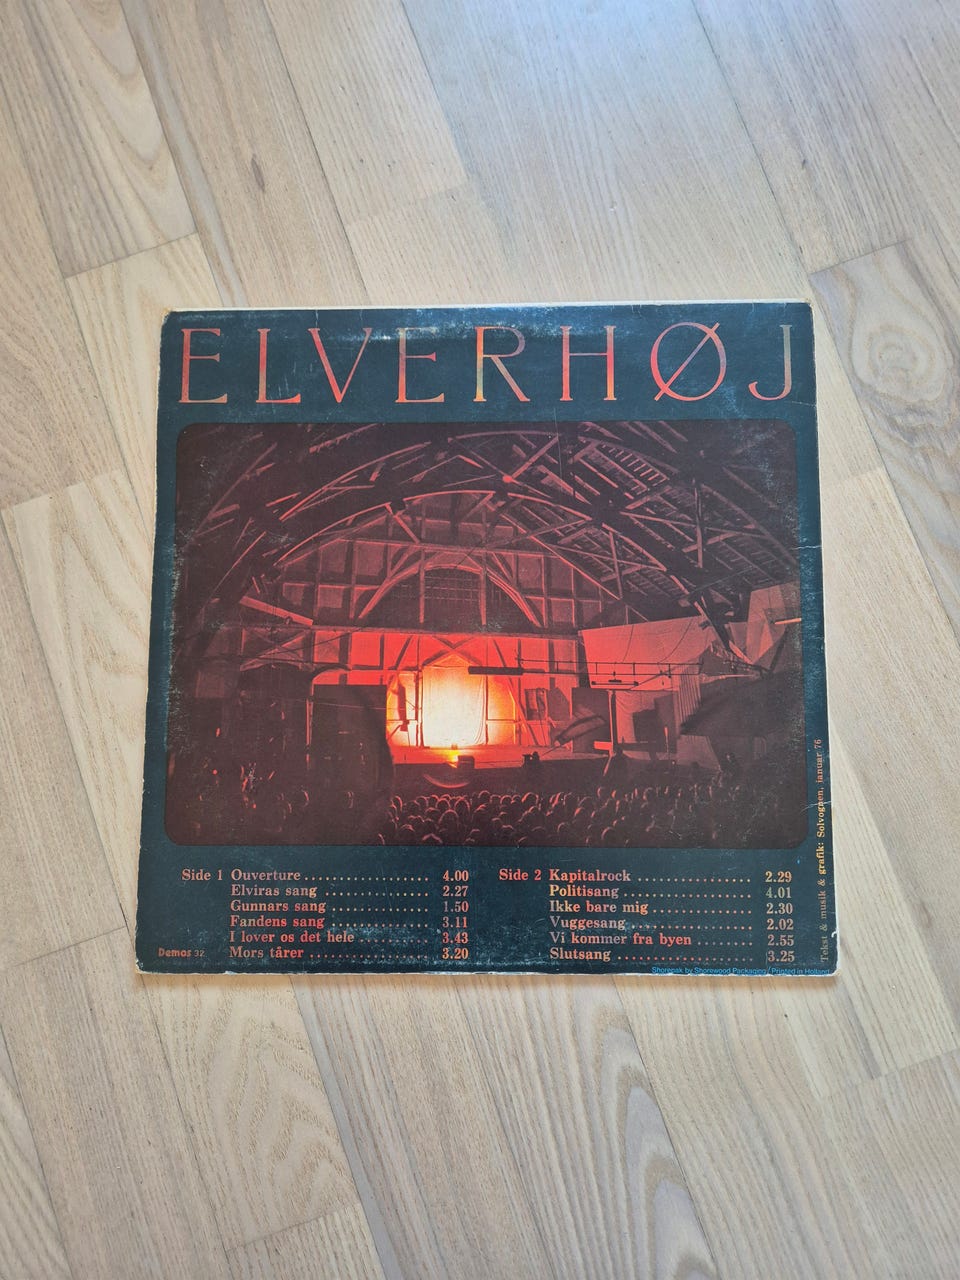 ELVERHØJ
Side 1 Ouverture 4.00
Elviras sang 2.27
Gunnars sang 1.50
Fandens sang 3.11
I lover os det hele 3.43
Mors tårer 3.20
Side 2 Kapitalrock 2.29
Politisang 4.01
Ikke bare mig 2.30
Vuggesang 2.02
Vi kommer fra byen 2.55
Slutsang 3.25
Demos 32
Tekst & musik & grafik: Solvognen, januar 76
Shorepak by Shorewood Packaging / Printed in Holland